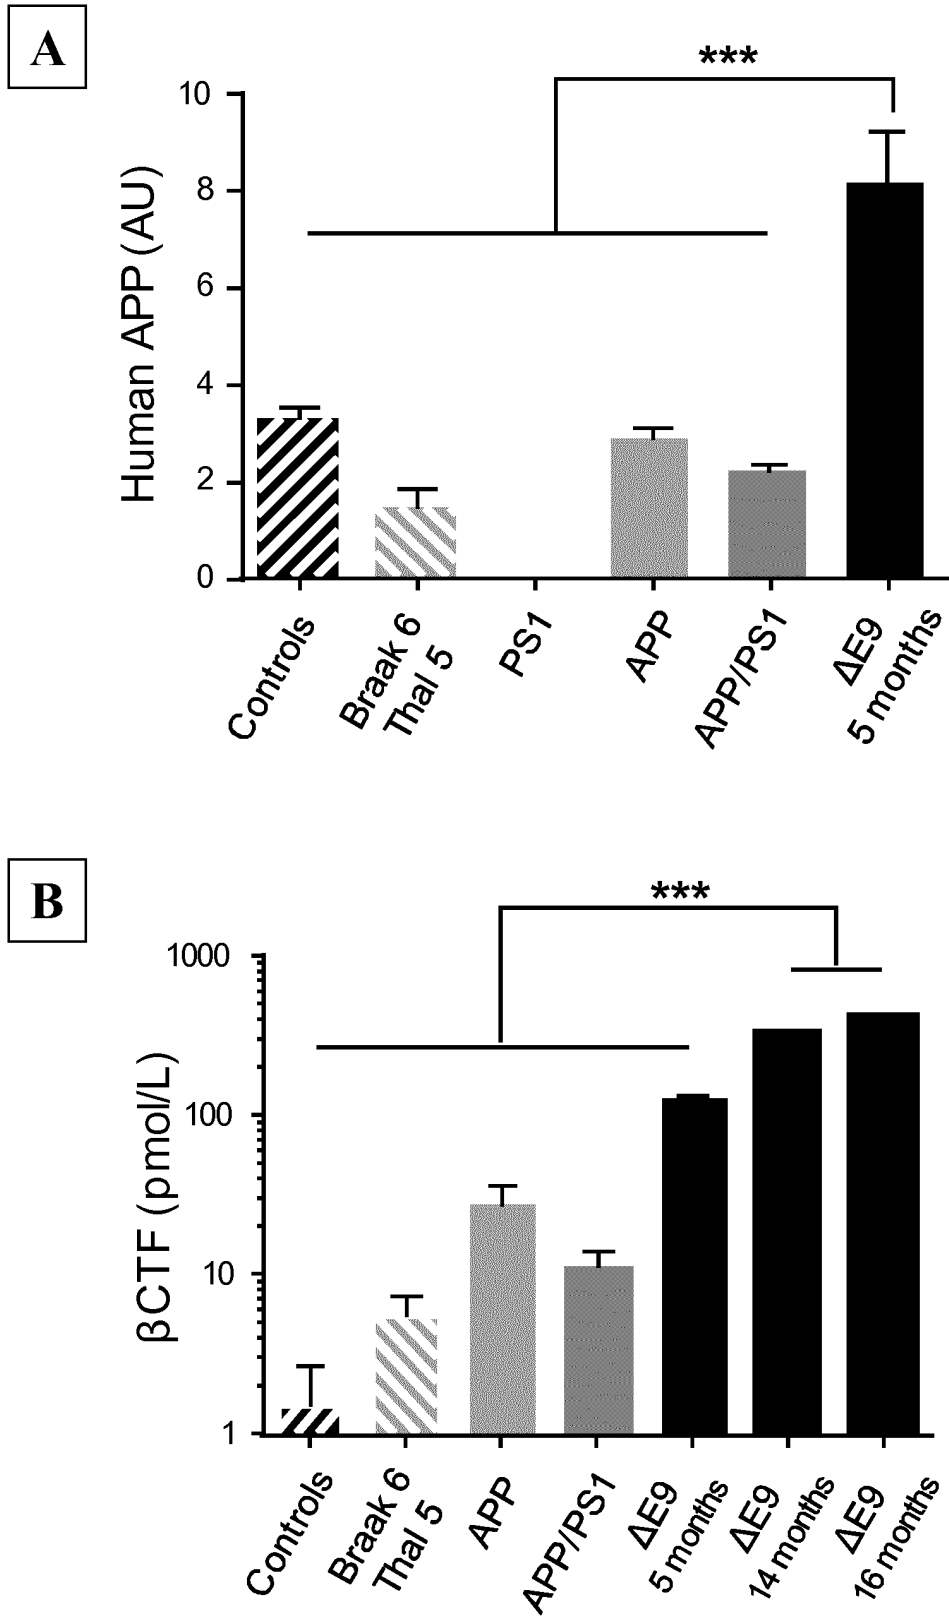 A
***
10
8
6
4
2
0
Human APP (AU)
Controls
Braak 6
Thal 5
PS1
APP
APP/PS1
ΔE9
5 months
B
***
1000
100
10
1
βCTF (pmol/L)
Controls
Braak 6
Thal 5
APP
APP/PS1
ΔE9
5 months
ΔE9
14 months
ΔE9
16 months